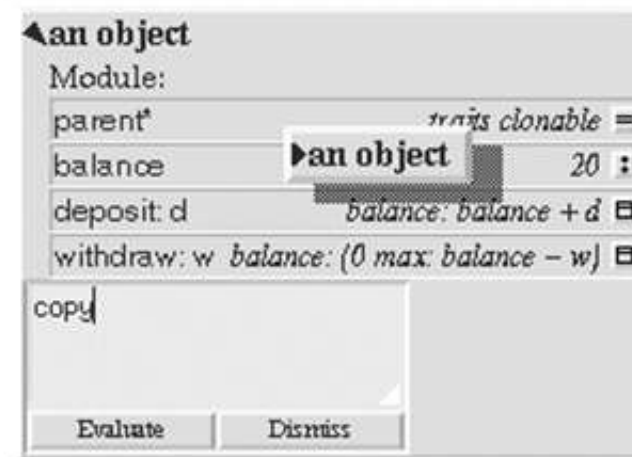 an object
Module:
parent* traits clonable =
balance 20 :
an object
deposit: d balance: balance + d
withdraw: w balance: (0 max: balance – w)
copy
Evaluate Dismiss